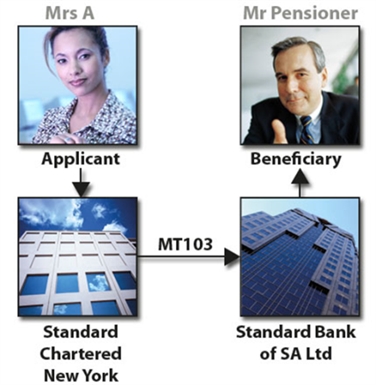 Mrs A
Mr Pensioner
Applicant
Beneficiary
MT103
Standard
Chartered
New York
Standard Bank
of SA Ltd